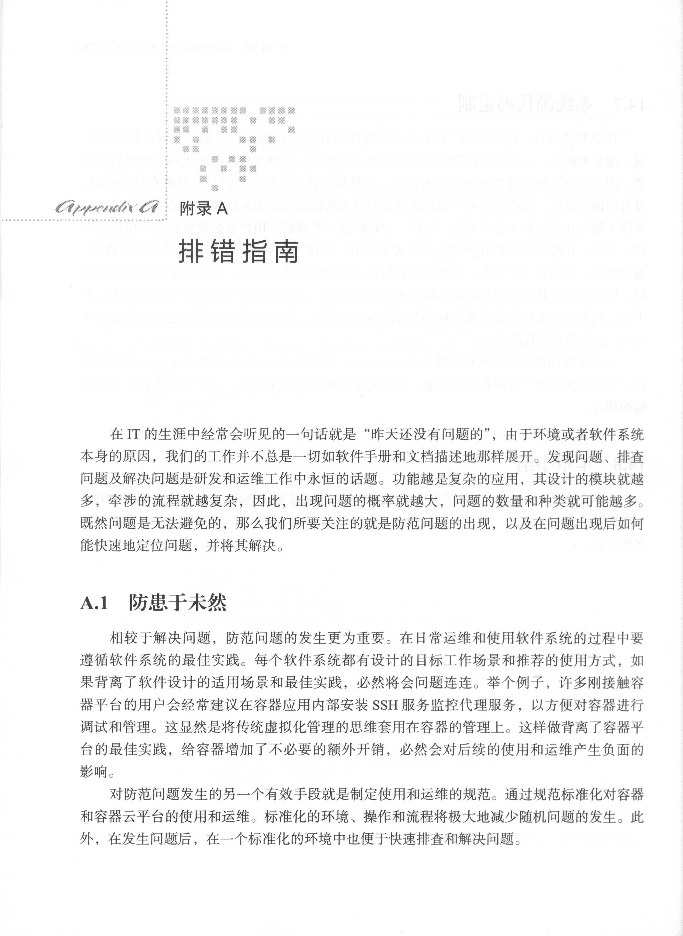 Appendix A
附录 A
排错指南
在 IT 的生涯中经常会听见的一句话就是“昨天还没有问题的”，由于环境或者软件系统
本身的原因，我们的工作并不总是一切如软件手册和文档描述地那样展开。发现问题、排查
问题及解决问题是研发和运维工作中永恒的话题。功能越是复杂的应用，其设计的模块就越
多，牵涉的流程就越复杂，因此，出现问题的概率就越大，问题的数量和种类就可能越多。
既然问题是无法避免的，那么我们所要关注的就是防范问题的出现，以及在问题出现后如何
能快速地定位问题，并将其解决。
A.1 防患于未然
相较于解决问题，防范问题的发生更为重要。在日常运维和使用软件系统的过程中要
遵循软件系统的最佳实践。每个软件系统都有设计的目标工作场景和推荐的使用方式，如
果背离了软件设计的适用场景和最佳实践，必然将会问题连连。举个例子，许多刚接触容
器平台的用户会经常建议在容器应用内部安装 SSH 服务监控代理服务，以方便对容器进行
调试和管理。这显然是将传统虚拟化管理的思维套用在容器的管理上。这样做背离了容器平
台的最佳实践，给容器增加了不必要的额外开销，必然会对后续的使用和运维产生负面的
影响。
对防范问题发生的另一个有效手段就是制定使用和运维的规范。通过规范标准化对容器
和容器云平台的使用和运维。标准化的环境、操作和流程将极大地减少随机问题的发生。此
外，在发生问题后，在一个标准化的环境中也便于快速排查和解决问题。
14.7 系统源代码定制